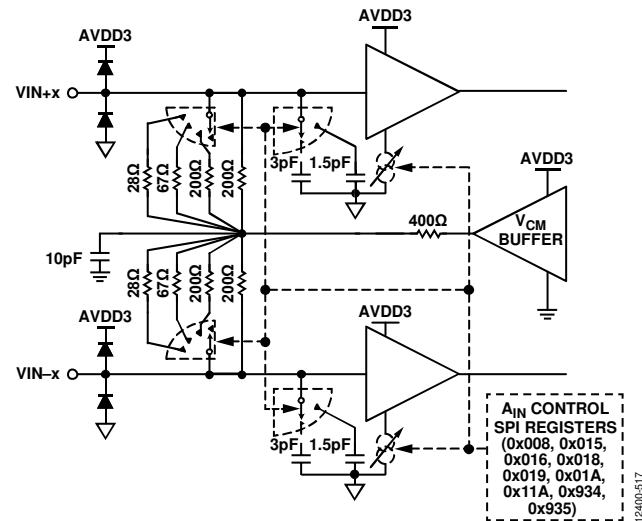 AVDD3
AVDD3
VIN+x
3pF 1.5pF
28Ω
67Ω
200Ω
200Ω
AVDD3
400Ω
VCM
BUFFER
10pF
28Ω
67Ω
200Ω
200Ω
AVDD3
AVDD3
VIN–x
3pF 1.5pF
AIN CONTROL
SPI REGISTERS
(0x008, 0x015,
0x016, 0x018,
0x019, 0x01A,
0x11A, 0x934,
0x935)
12400-517